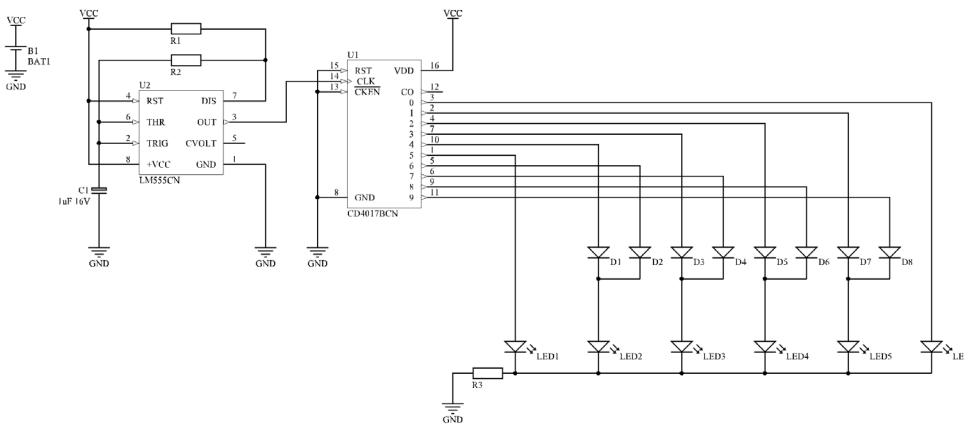 VCC
B1
BAT1
GND
VCC
R1
R2
U2
4 RST DIS 7
6 THR OUT 3
2 TRIG CVOLT 5
8 +VCC GND 1
LM555CN
C1
1uF 16V
GND
GND
VCC
U1
15 RST VDD 16
14 CLK
13 CKEN CO 12
0 3
1 2
2 4
3 7
4 10
5 1
6 5
7 6
8 9
8 GND 9 11
CD4017BCN
GND
D1 D2 D3 D4 D5 D6 D7 D8
LED1 LED2 LED3 LED4 LED5 LE
R3
GND